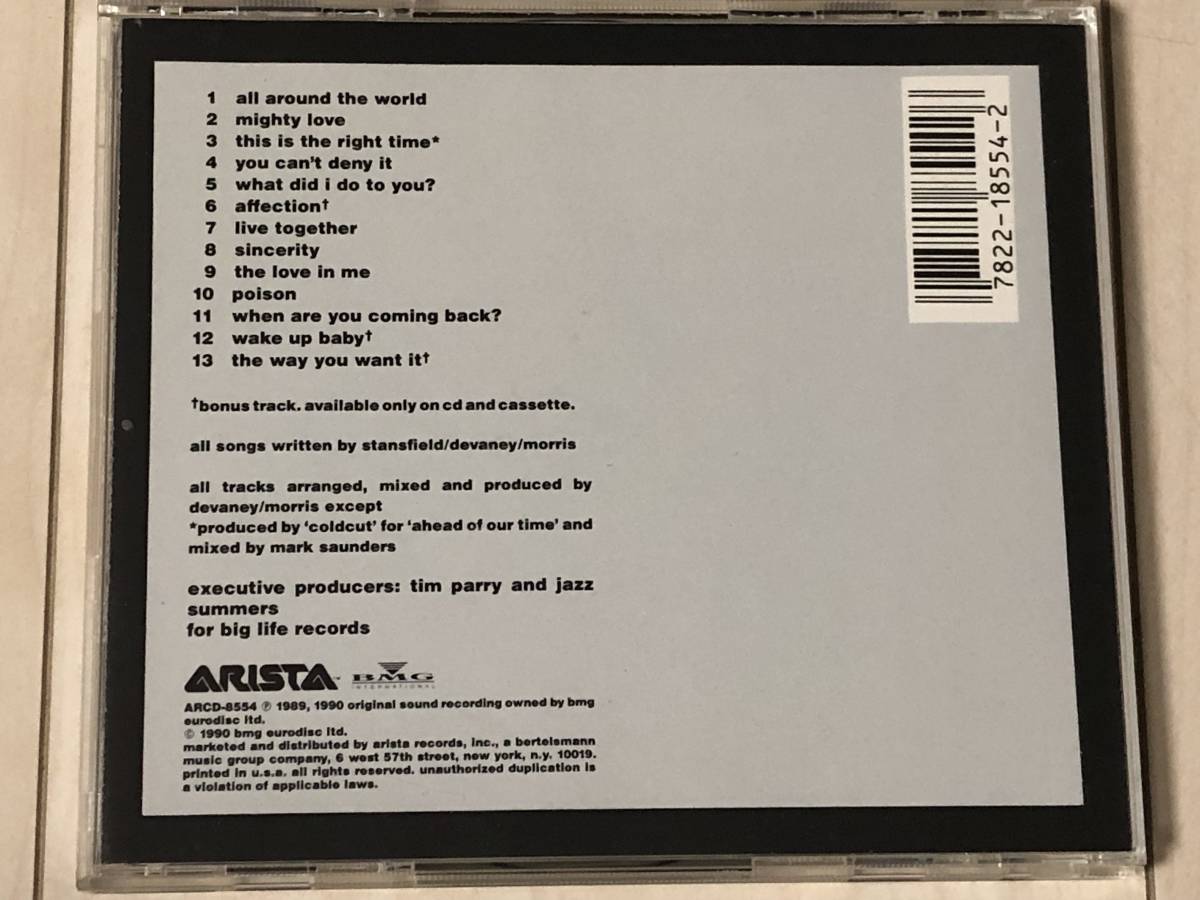 1 all around the world
2 mighty love
3 this is the right time*
4 you can't deny it
5 what did i do to you?
6 affection†
7 live together
8 sincerity
9 the love in me
10 poison
11 when are you coming back?
12 wake up baby†
13 the way you want it†
†bonus track. available only on cd and cassette.
all songs written by stansfield/devaney/morris
all tracks arranged, mixed and produced by
devaney/morris except
*produced by 'coldcut' for 'ahead of our time' and
mixed by mark saunders
executive producers: tim parry and jazz
summers
for big life records
ARISTA™ BMG
INTERNATIONAL
ARCD-8554 ℗ 1989, 1990 original sound recording owned by bmg
eurodisc ltd.
© 1990 bmg eurodisc ltd.
marketed and distributed by arista records, inc., a bertelsmann
music group company, 6 west 57th street, new york, n.y. 10019.
printed in u.s.a. all rights reserved. unauthorized duplication is
a violation of applicable laws.
7822-18554-2